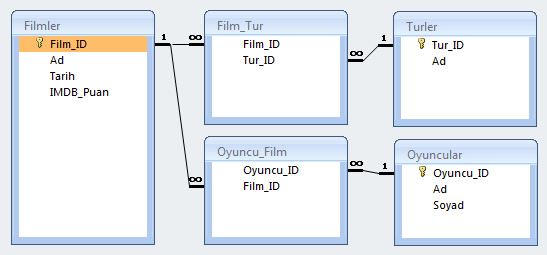 Filmler
Film_ID
Ad
Tarih
IMDB_Puan
1
∞
Film_Tur
Film_ID
Tur_ID
∞
1
Turler
Tur_ID
Ad
∞
Oyuncu_Film
Oyuncu_ID
Film_ID
∞
1
Oyuncular
Oyuncu_ID
Ad
Soyad